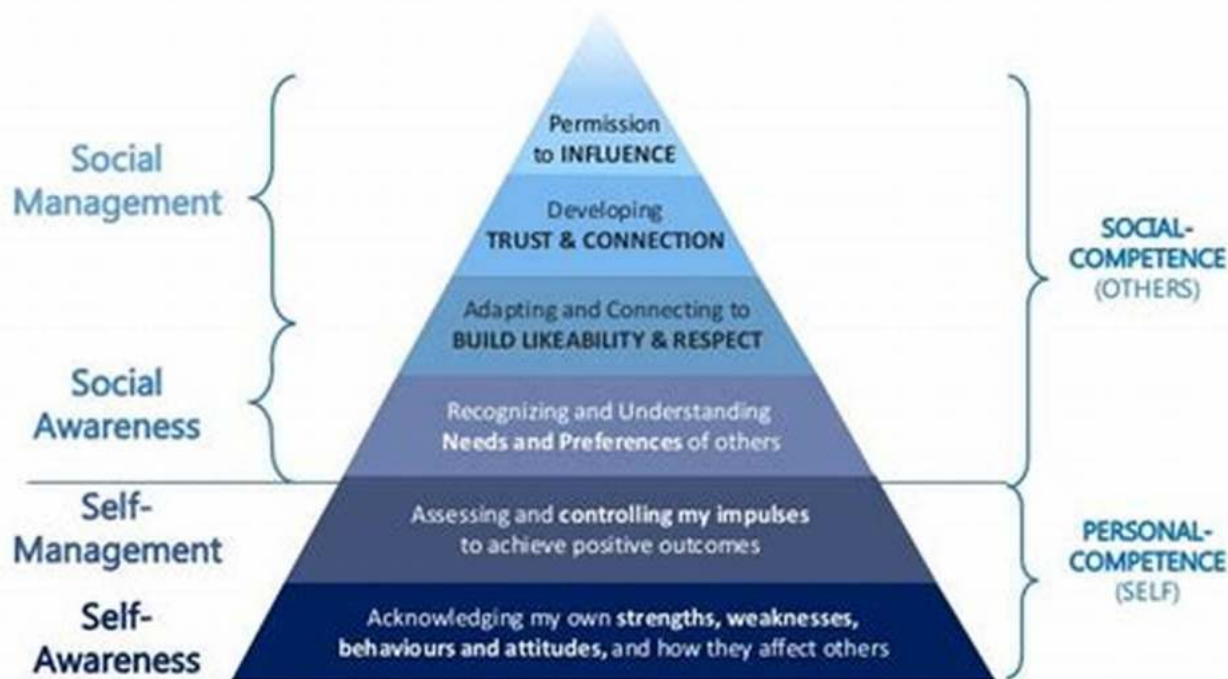 Social
Management
Social
Awareness
Self-
Management
Self-
Awareness
Permission
to INFLUENCE
Developing
TRUST & CONNECTION
Adapting and Connecting to
BUILD LIKEABILITY & RESPECT
Recognizing and Understanding
Needs and Preferences of others
Assessing and controlling my impulses
to achieve positive outcomes
Acknowledging my own strengths, weaknesses,
behaviours and attitudes, and how they affect others
SOCIAL-
COMPETENCE
(OTHERS)
PERSONAL-
COMPETENCE
(SELF)